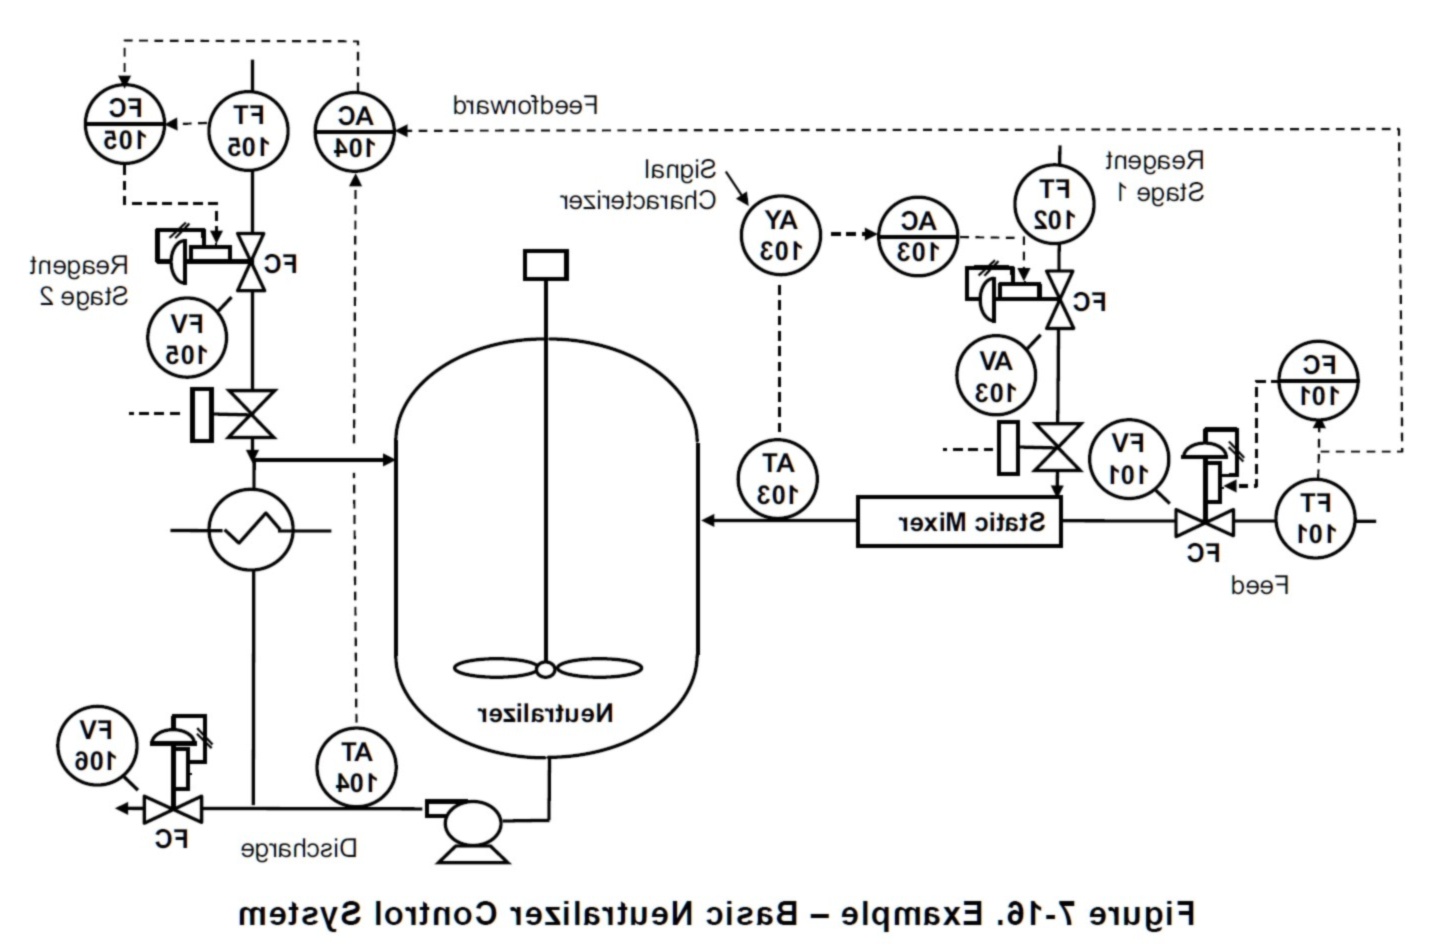 FC
105
FT
105
AC
104
Feedforward
Reagent
Stage 1
Signal
Characterizer
AY
103
AC
103
FT
102
Reagent
Stage 2
FC
FV
105
FC
AV
103
FC
101
FV
101
AT
103
Static Mixer
FT
101
FC
Feed
Neutralizer
FV
106
AT
104
FC
Discharge
Figure 7-16. Example – Basic Neutralizer Control System